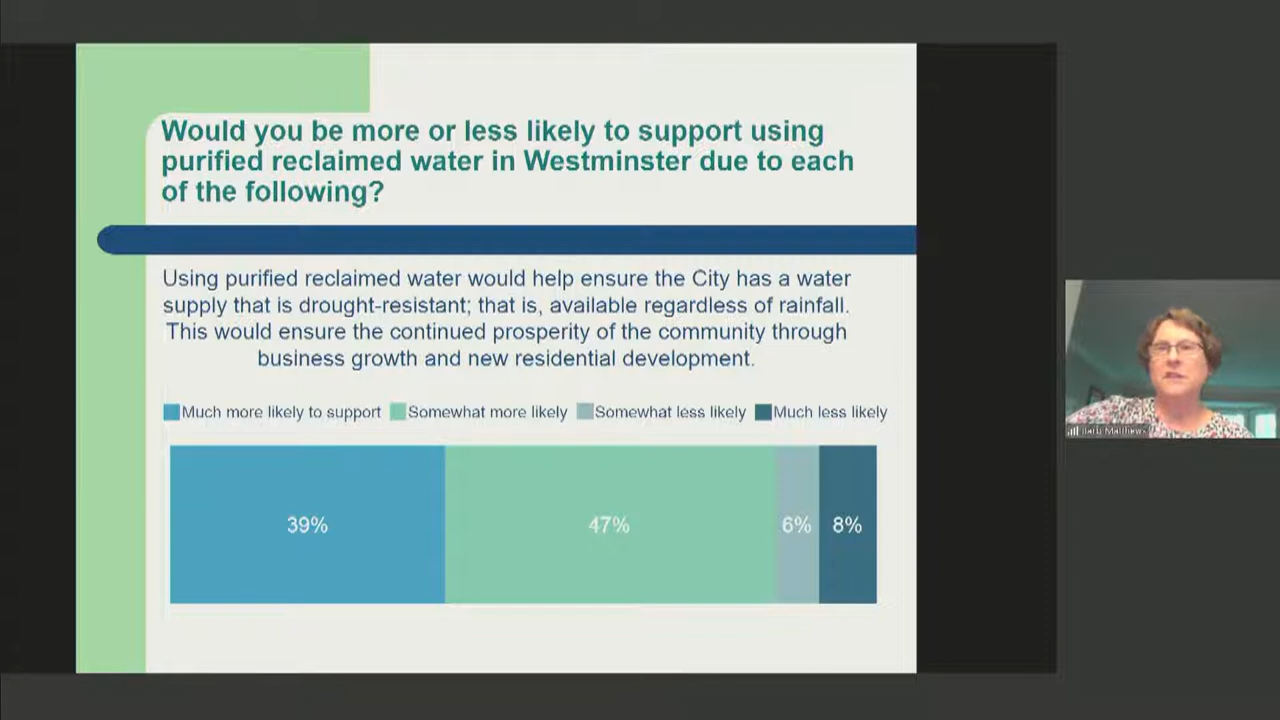 Would you be more or less likely to support using
purified reclaimed water in Westminster due to each
of the following?
Using purified reclaimed water would help ensure the City has a water
supply that is drought-resistant; that is, available regardless of rainfall.
This would ensure the continued prosperity of the community through
business growth and new residential development.
Much more likely to support Somewhat more likely Somewhat less likely Much less likely
39% 47% 6% 8%
Barb Matthews